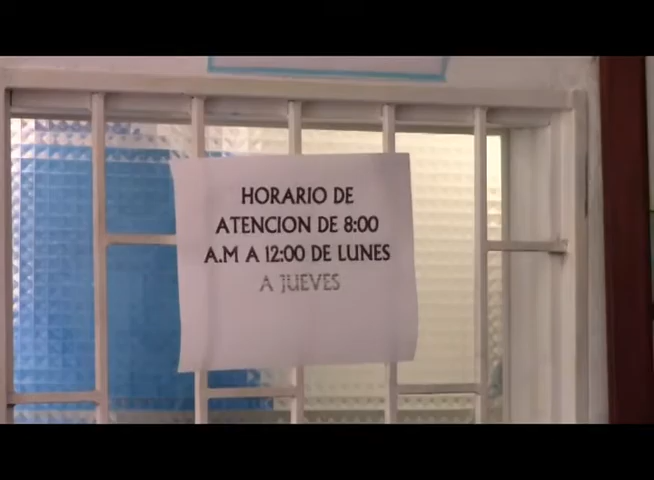 HORARIO DE
ATENCION DE 8:00
A.M A 12:00 DE LUNES
A JUEVES